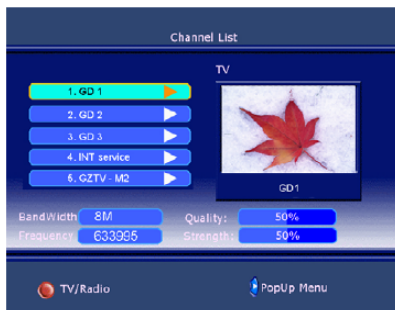 Channel List
TV
1. GD 1
2. GD 2
3. GD 3
4. INT service
5. GZTV - M2
GD1
BandWidth 8M
Quality: 50%
Frequency 633995
Strength: 50%
TV/Radio
PopUp Menu